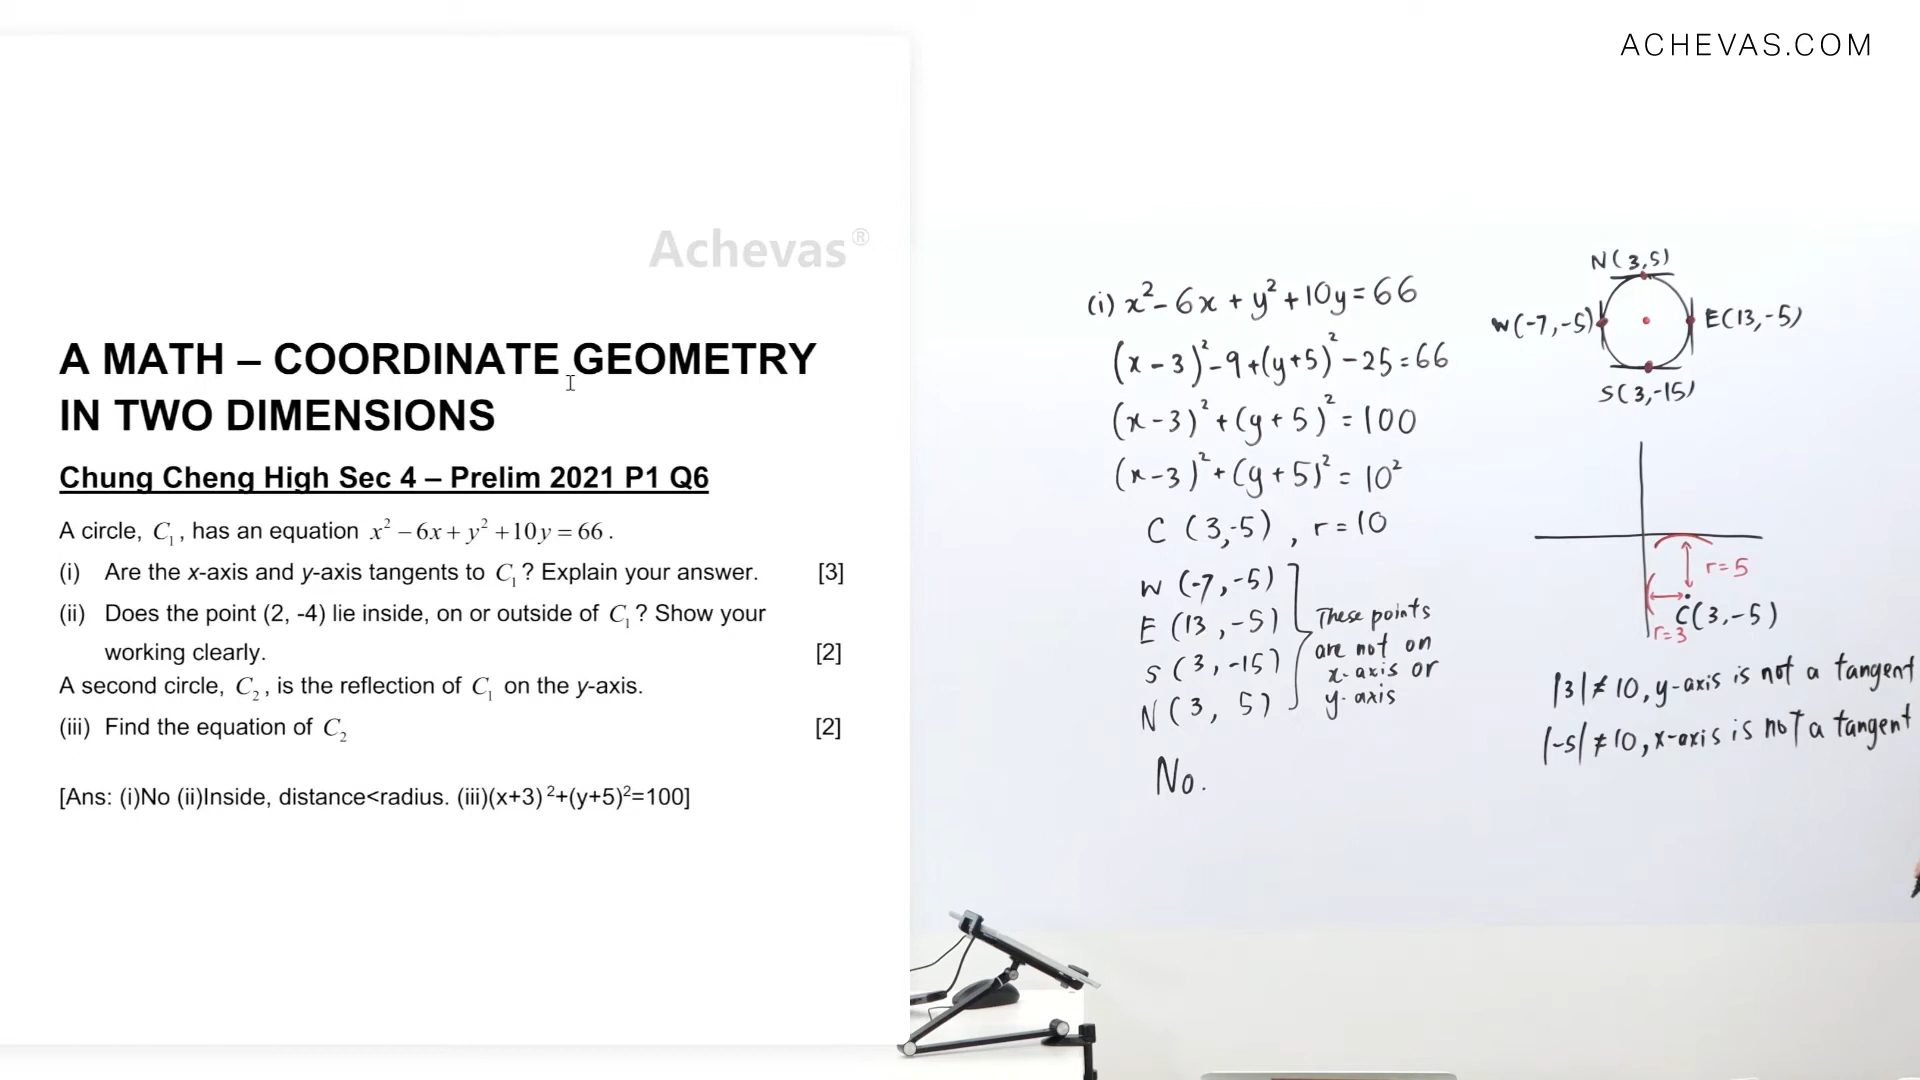 ACHEVAS.COM
Achevas®
A MATH – COORDINATE GEOMETRY
IN TWO DIMENSIONS
Chung Cheng High Sec 4 – Prelim 2021 P1 Q6
A circle, C₁, has an equation x² − 6x + y² + 10y = 66.
(i) Are the x-axis and y-axis tangents to C₁? Explain your answer. [3]
(ii) Does the point (2, -4) lie inside, on or outside of C₁? Show your
working clearly. [2]
A second circle, C₂, is the reflection of C₁ on the y-axis.
(iii) Find the equation of C₂ [2]
[Ans: (i)No (ii)Inside, distance<radius. (iii)(x+3)²+(y+5)²=100]
(i) x² - 6x + y² + 10y = 66
(x - 3)² - 9 + (y+5)² - 25 = 66
(x - 3)² + (y + 5)² = 100
(x - 3)² + (y + 5)² = 10²
C (3,-5), r = 10
W (-7, -5)
E (13, -5)
S (3, -15)
N (3, 5)
These points
are not on
x-axis or
y-axis
No.
N(3,5)
W(-7,-5)
E(13,-5)
S(3,-15)
r=5
C(3,-5)
r=3
|3| ≠ 10, y-axis is not a tangent
|-5| ≠ 10, x-axis is not a tangent